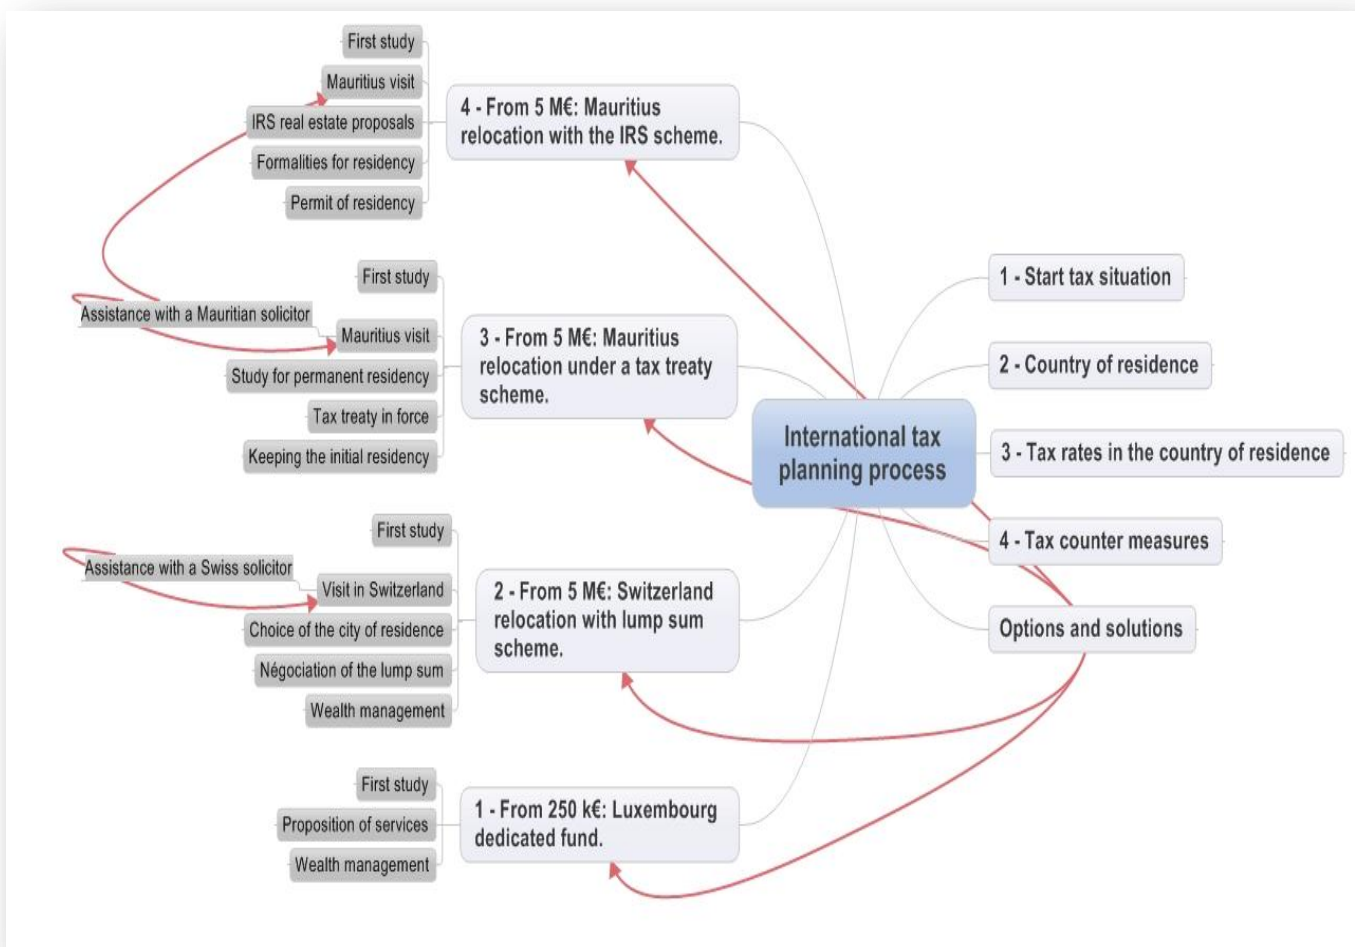 First study
Mauritius visit
IRS real estate proposals
Formalities for residency
Permit of residency
4 - From 5 M€: Mauritius
relocation with the IRS scheme.
First study
Assistance with a Mauritian solicitor
Mauritius visit
Study for permanent residency
Tax treaty in force
Keeping the initial residency
3 - From 5 M€: Mauritius
relocation under a tax treaty
scheme.
First study
Assistance with a Swiss solicitor
Visit in Switzerland
Choice of the city of residence
Négociation of the lump sum
Wealth management
2 - From 5 M€: Switzerland
relocation with lump sum
scheme.
First study
Proposition of services
Wealth management
1 - From 250 k€: Luxembourg
dedicated fund.
International tax
planning process
1 - Start tax situation
2 - Country of residence
3 - Tax rates in the country of residence
4 - Tax counter measures
Options and solutions